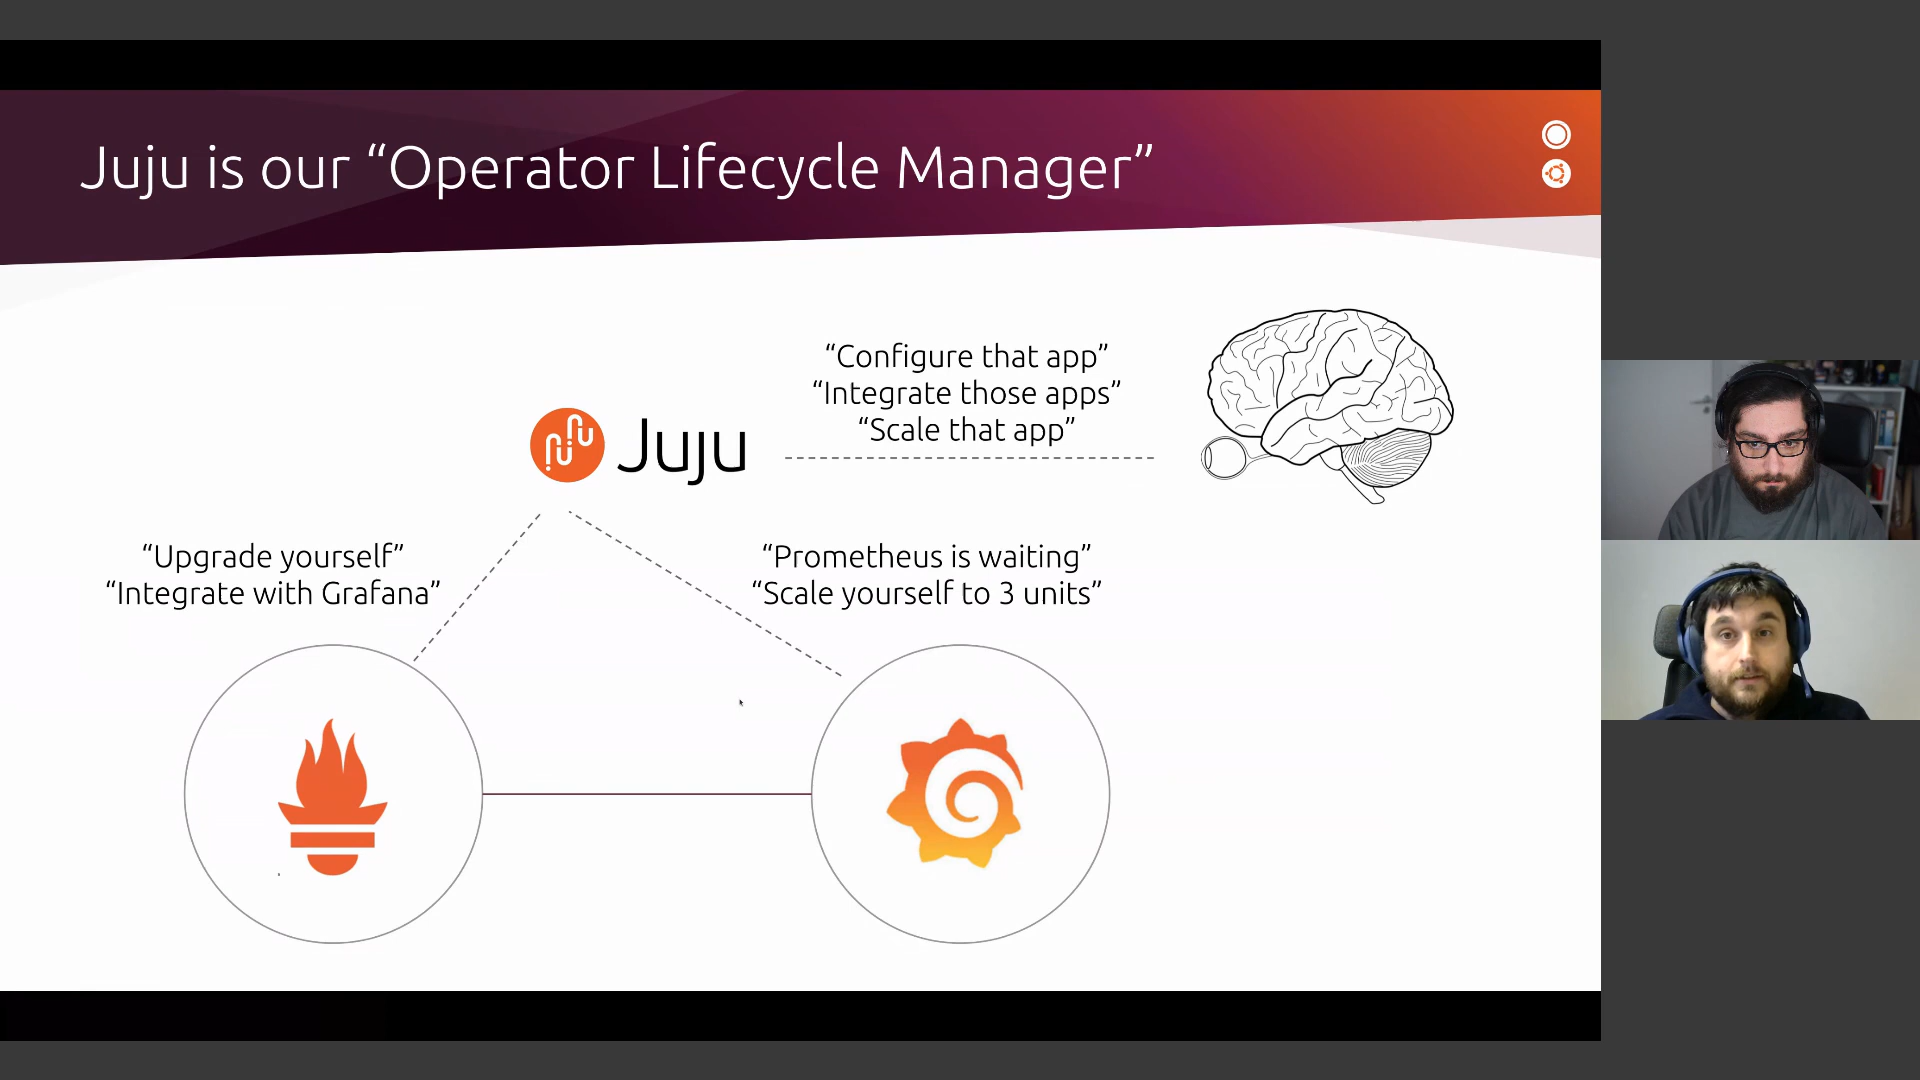 Juju is our “Operator Lifecycle Manager”
“Configure that app”
“Integrate those apps”
“Scale that app”
Juju
“Upgrade yourself”
“Integrate with Grafana”
“Prometheus is waiting”
“Scale yourself to 3 units”